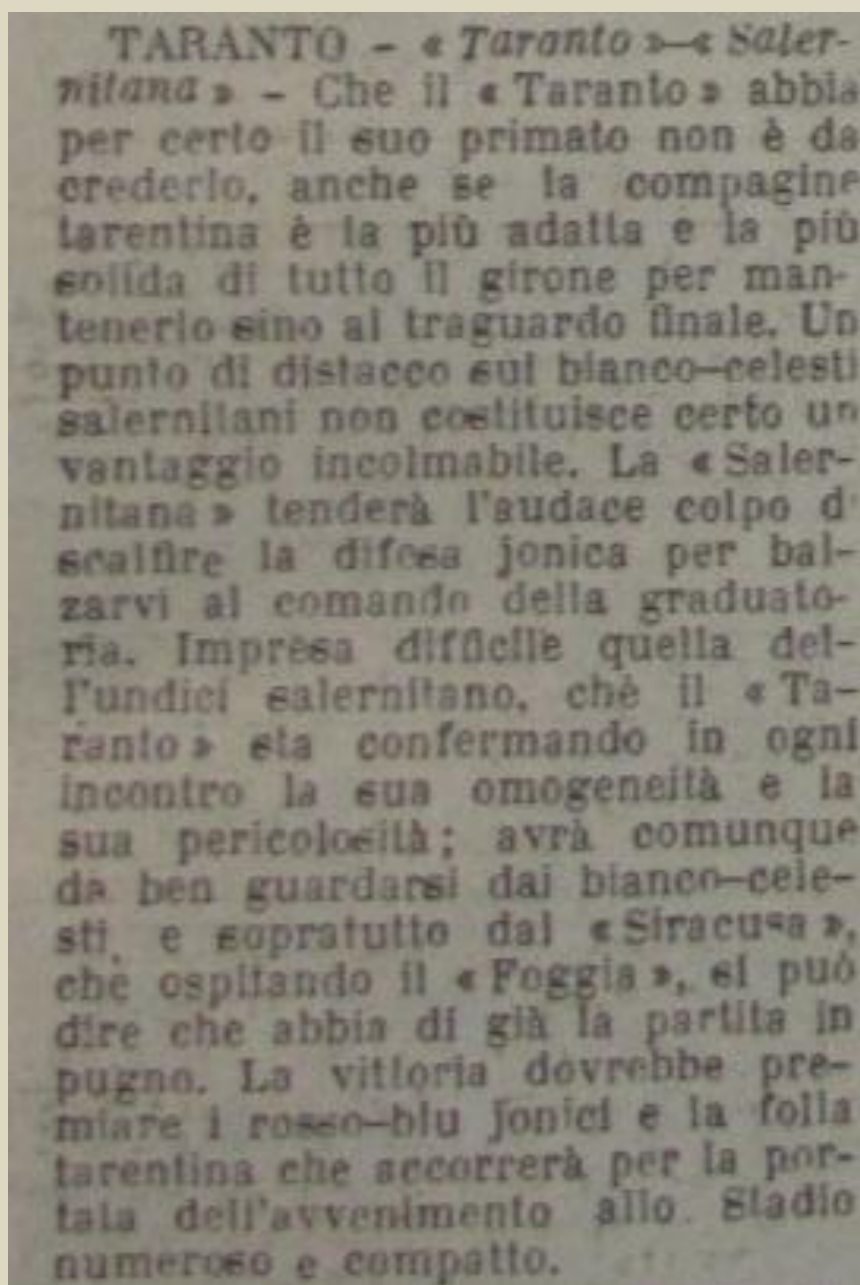 TARANTO - « Taranto »-« Saler-
nitana » - Che il « Taranto » abbia
per certo il suo primato non è da
crederlo, anche se la compagine
tarentina è la più adatta e la più
solida di tutto il girone per man-
tenerlo sino al traguardo finale. Un
punto di distacco sui bianco-celesti
salernitani non costituisce certo un
vantaggio incolmabile. La « Saler-
nitana » tenderà l'audace colpo di
scalfire la difesa jonica per bal-
zarvi al comando della graduato-
ria. Impresa difficile quella del-
l'undici salernitano, chè il « Ta-
ranto » sta confermando in ogni
incontro la sua omogeneità e la
sua pericolosità; avrà comunque
da ben guardarsi dai bianco-cele-
sti, e sopratutto dal « Siracusa »,
che ospitando il « Foggia », si può
dire che abbia di già la partita in
pugno. La vittoria dovrebbe pre-
miare i rosso-blu jonici e la folla
tarentina che accorrerà per la por-
tata dell'avvenimento allo Stadio
numeroso e compatto.